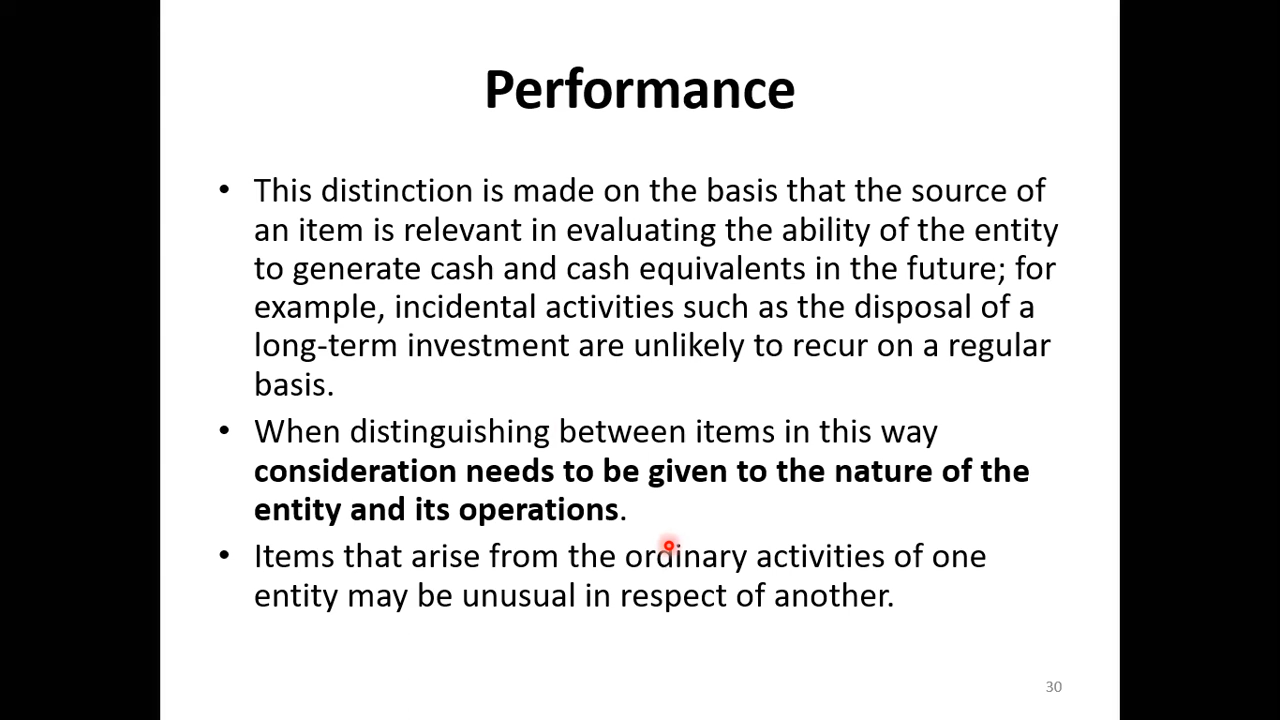 Performance
• This distinction is made on the basis that the source of
an item is relevant in evaluating the ability of the entity
to generate cash and cash equivalents in the future; for
example, incidental activities such as the disposal of a
long-term investment are unlikely to recur on a regular
basis.
• When distinguishing between items in this way
consideration needs to be given to the nature of the
entity and its operations.
• Items that arise from the ordinary activities of one
entity may be unusual in respect of another.
30